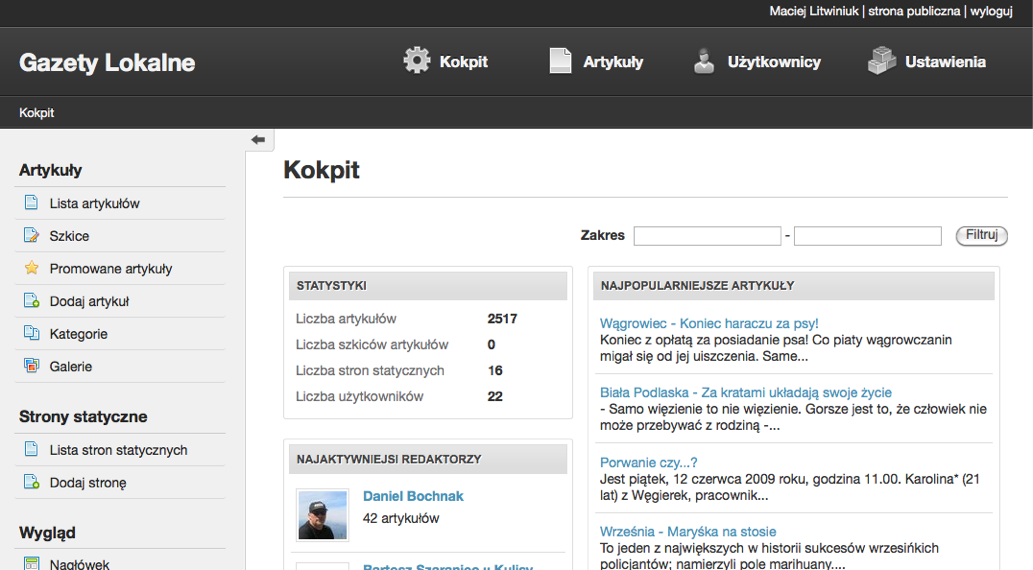 Maciej Litwiniuk | strona publiczna | wyloguj
Gazety Lokalne
Kokpit
Artykuły
Użytkownicy
Ustawienia
Kokpit
Artykuły
Lista artykułów
Szkice
Promowane artykuły
Dodaj artykuł
Kategorie
Galerie
Strony statyczne
Lista stron statycznych
Dodaj stronę
Wygląd
Nagłówek
Kokpit
Zakres - Filtruj
STATYSTYKI
Liczba artykułów 2517
Liczba szkiców artykułów 0
Liczba stron statycznych 16
Liczba użytkowników 22
NAJAKTYWNIEJSI REDAKTORZY
Daniel Bochnak
42 artykułów
Bartosz Szaraniec v Kulisy
NAJPOPULARNIEJSZE ARTYKUŁY
Wągrowiec - Koniec haraczu za psy!
Koniec z opłatą za posiadanie psa! Co piaty wągrowczanin
migał się od jej uiszczenia. Same...
Biała Podlaska - Za kratami układają swoje życie
- Samo więzienie to nie więzienie. Gorsze jest to, że człowiek nie
może przebywać z rodziną -...
Porwanie czy...?
Jest piątek, 12 czerwca 2009 roku, godzina 11.00. Karolina* (21
lat) z Węgierek, pracownik...
Września - Maryśka na stosie
To jeden z największych w historii sukcesów wrzesińkich
policjantów; namierzyli pole marihuany....